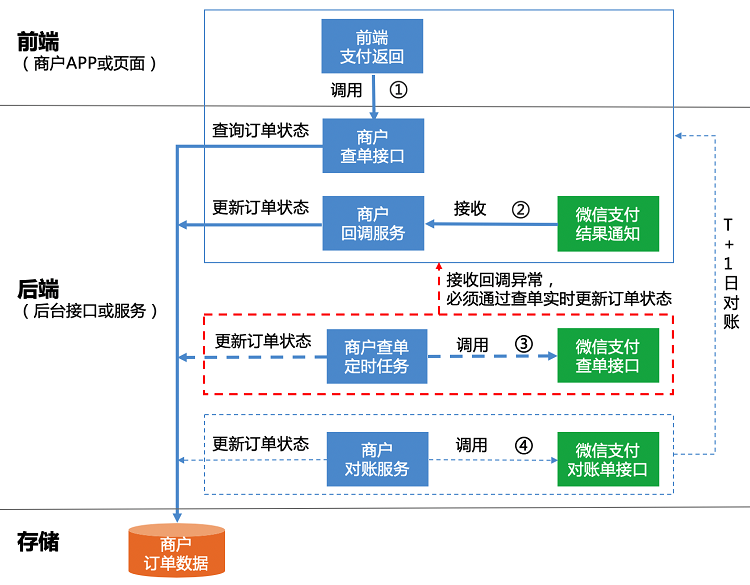 前端
（商户APP或页面）
前端
支付返回
调用 ①
查询订单状态
商户
查单接口
更新订单状态
商户
回调服务
接收 ②
微信支付
结果通知
后端
（后台接口或服务）
接收回调异常，
必须通过查单实时更新订单状态
T+1日对账
更新订单状态
商户查单
定时任务
调用 ③
微信支付
查单接口
更新订单状态
商户
对账服务
调用 ④
微信支付
对账单接口
存储
商户
订单数据